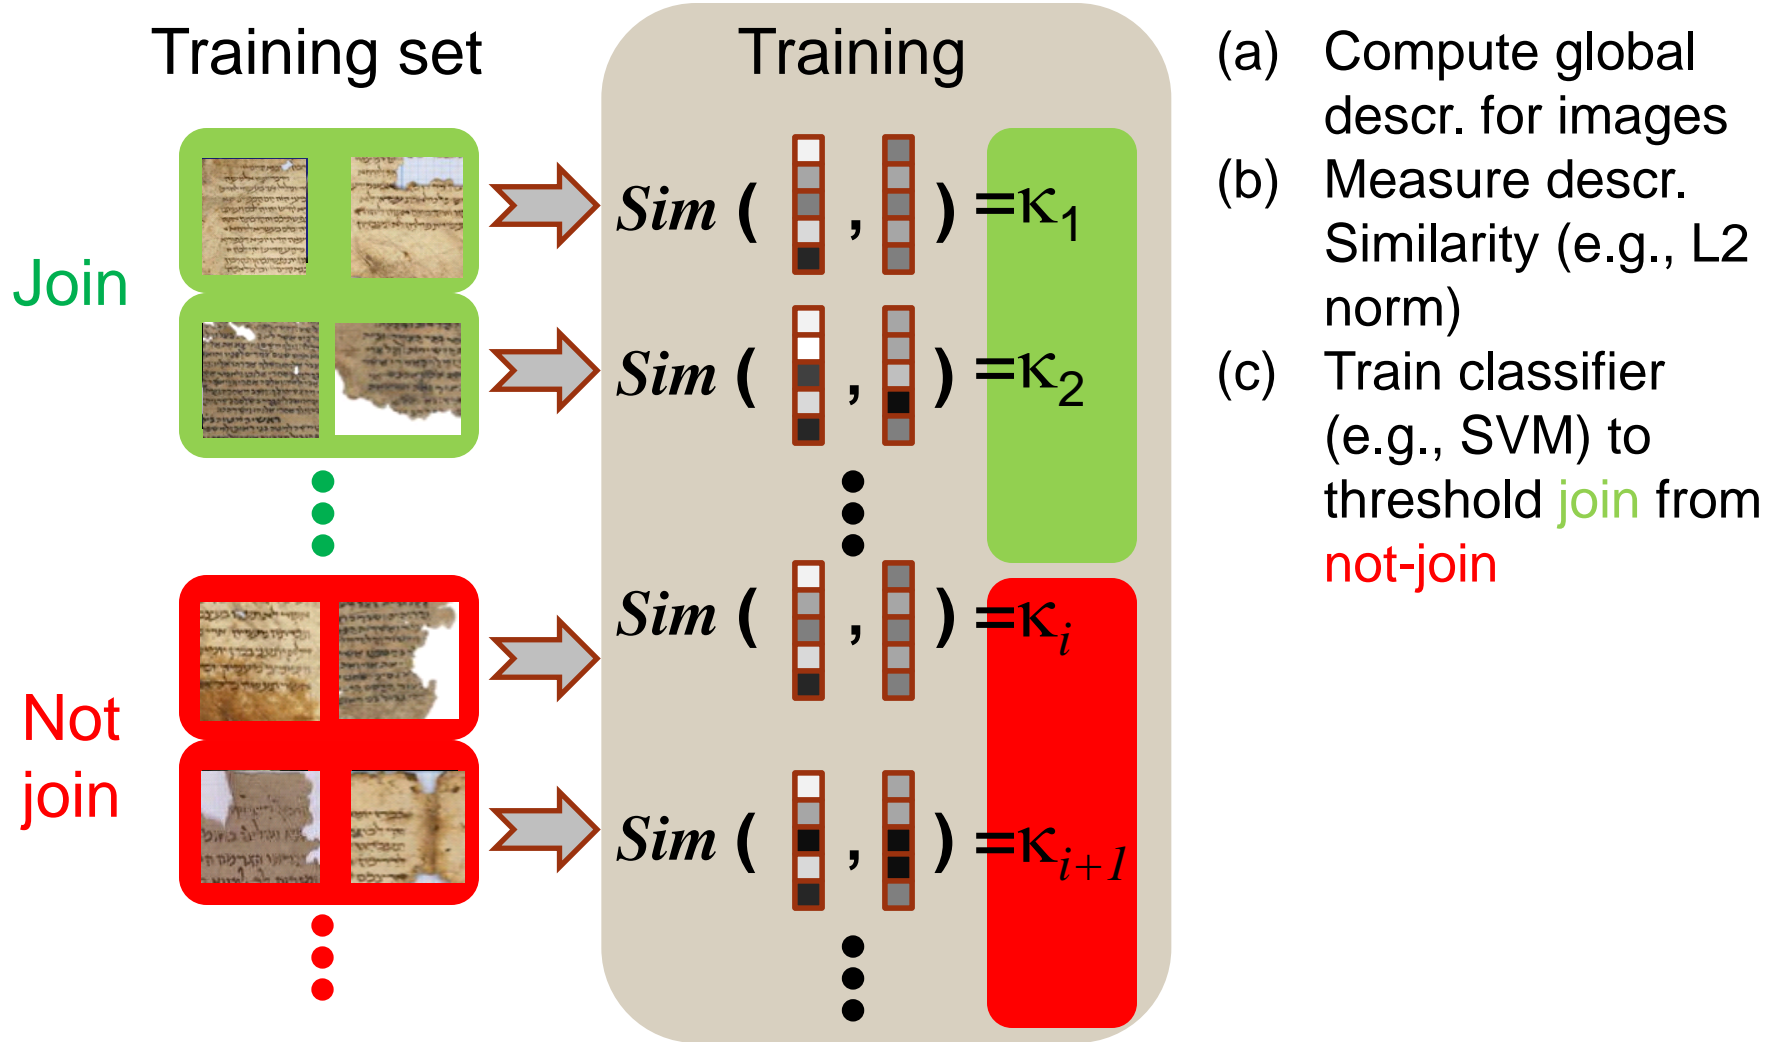 Training set
Training
Join
Not
join
Sim ( , ) =κ1
Sim ( , ) =κ2
Sim ( , ) =κi
Sim ( , ) =κi+1
(a) Compute global
descr. for images
(b) Measure descr.
Similarity (e.g., L2
norm)
(c) Train classifier
(e.g., SVM) to
threshold join from
not-join